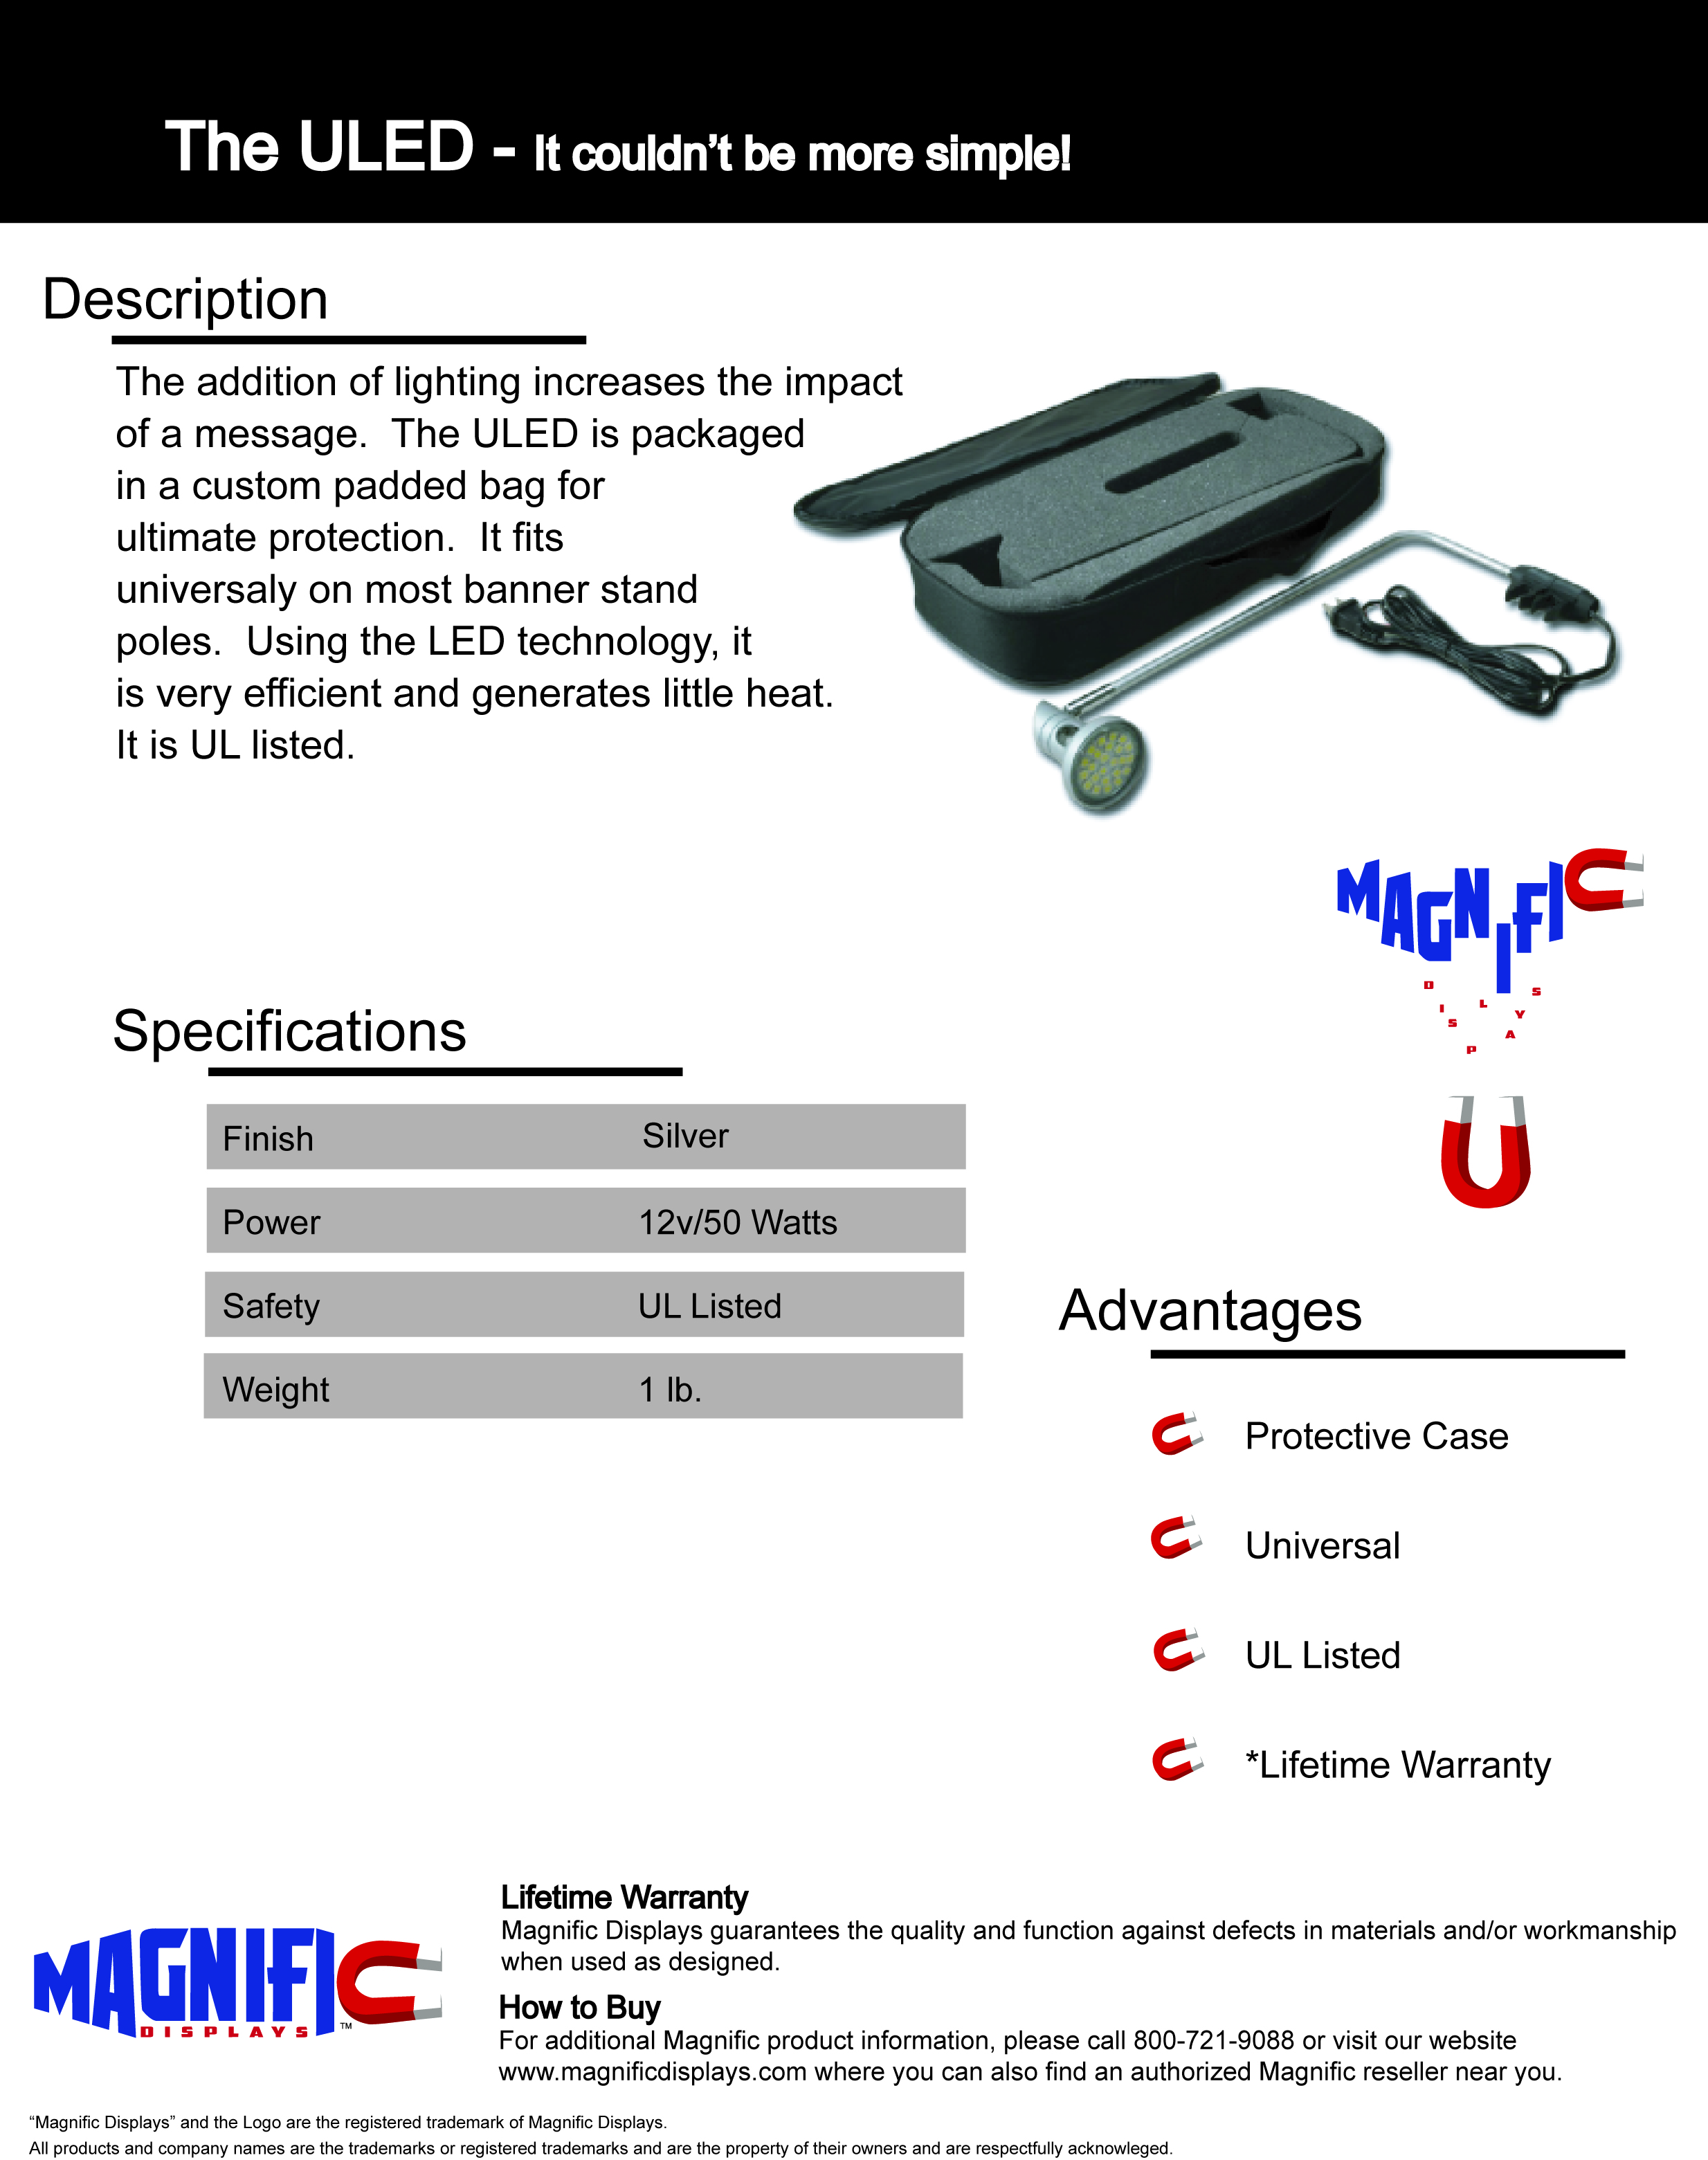 The ULED - It couldn’t be more simple!
Description
The addition of lighting increases the impact
of a message.  The ULED is packaged
in a custom padded bag for
ultimate protection.  It fits
universaly on most banner stand
poles.  Using the LED technology, it
is very efficient and generates little heat.
It is UL listed.
MAGNIFIC
DISPLAYS
Specifications
Finish Silver
Power 12v/50 Watts
Safety UL Listed
Weight 1 lb.
Advantages
Protective Case
Universal
UL Listed
*Lifetime Warranty
MAGNIFIC
DISPLAYS ™
Lifetime Warranty
Magnific Displays guarantees the quality and function against defects in materials and/or workmanship
when used as designed.
How to Buy
For additional Magnific product information, please call 800-721-9088 or visit our website
www.magnificdisplays.com where you can also find an authorized Magnific reseller near you.
“Magnific Displays” and the Logo are the registered trademark of Magnific Displays.
All products and company names are the trademarks or registered trademarks and are the property of their owners and are respectfully acknowleged.